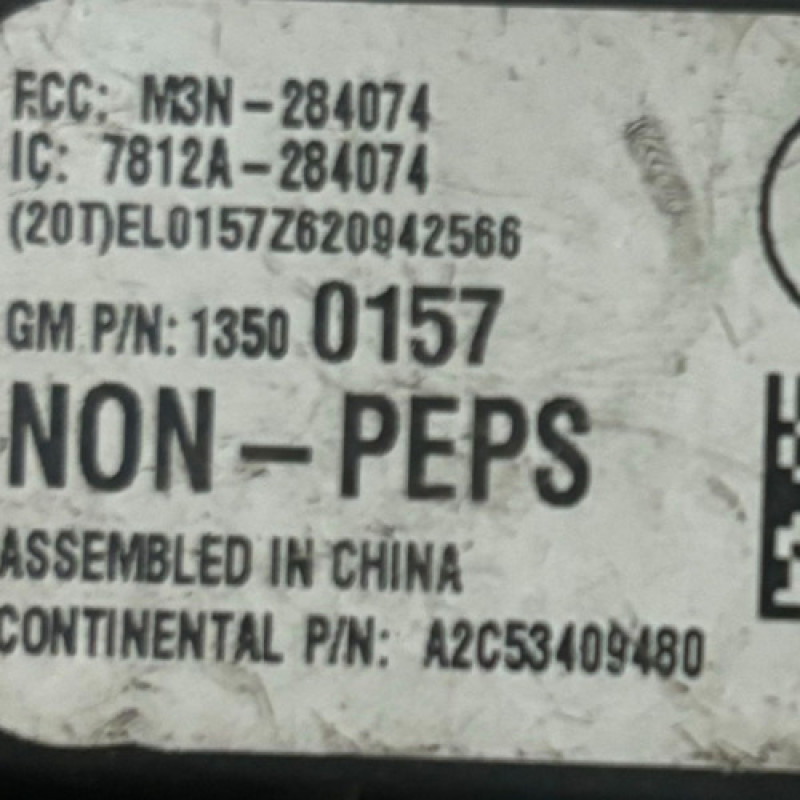 FCC: M3N-284074
IC: 7812A-284074
(20T)EL0157Z620942566
GM P/N: 1350 0157
NON-PEPS
ASSEMBLED IN CHINA
CONTINENTAL P/N: A2C53409480